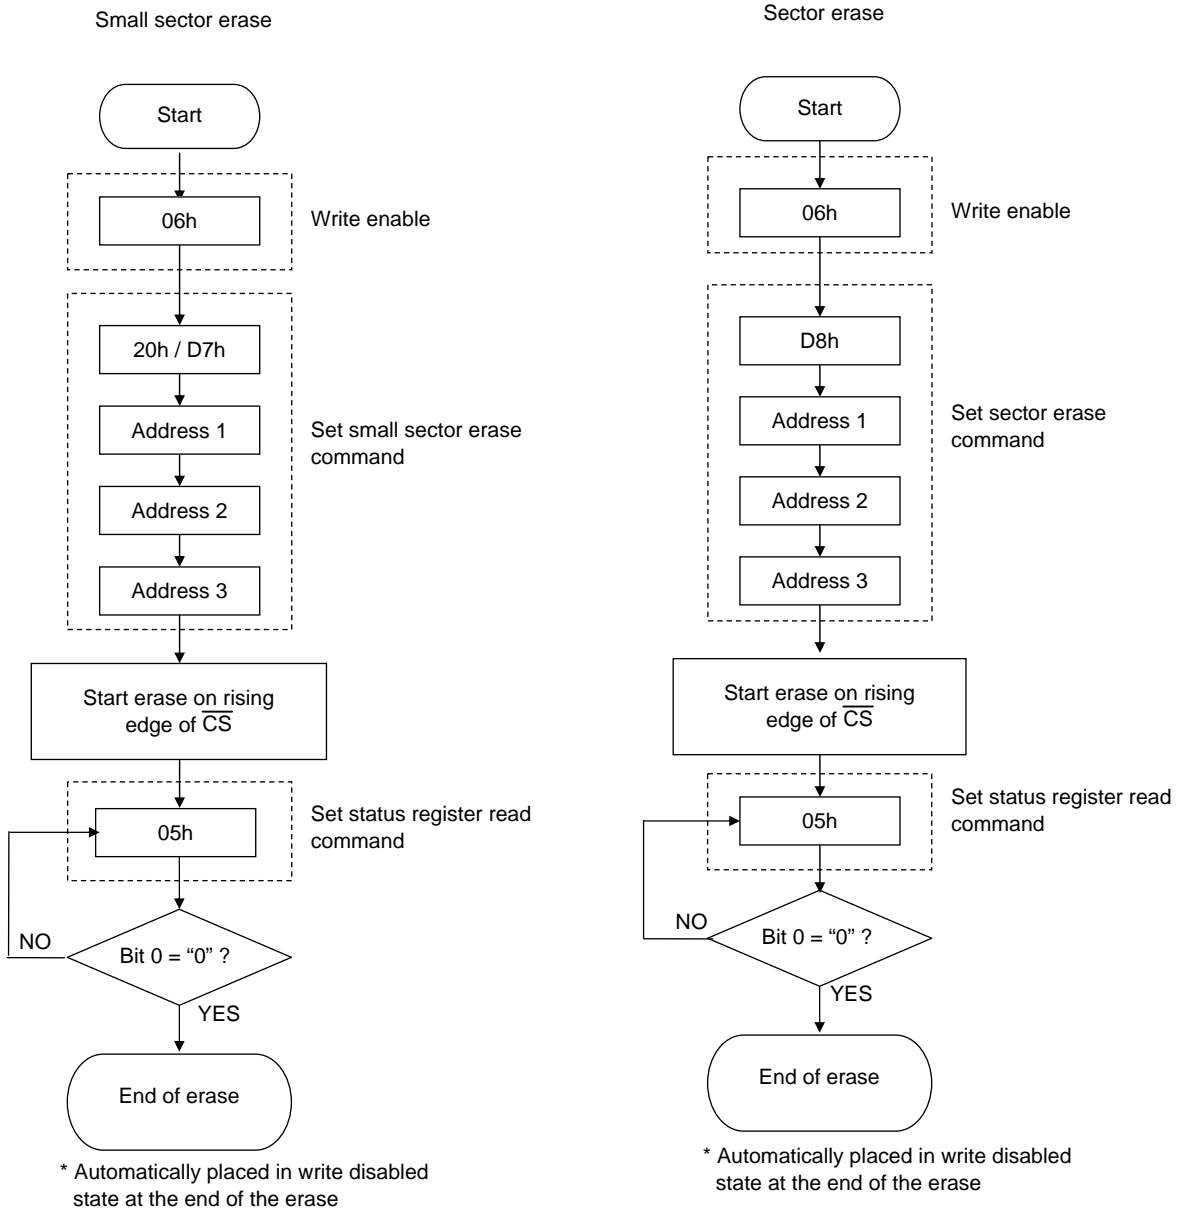 Small sector erase
Start
06h
Write enable
20h / D7h
Address 1
Address 2
Address 3
Set small sector erase
command
Start erase on rising
edge of C̅S̅
05h
Set status register read
command
Bit 0 = “0” ?
NO
YES
End of erase
* Automatically placed in write disabled
state at the end of the erase
Sector erase
Start
06h
Write enable
D8h
Address 1
Address 2
Address 3
Set sector erase
command
Start erase on rising
edge of C̅S̅
05h
Set status register read
command
Bit 0 = “0” ?
NO
YES
End of erase
* Automatically placed in write disabled
state at the end of the erase